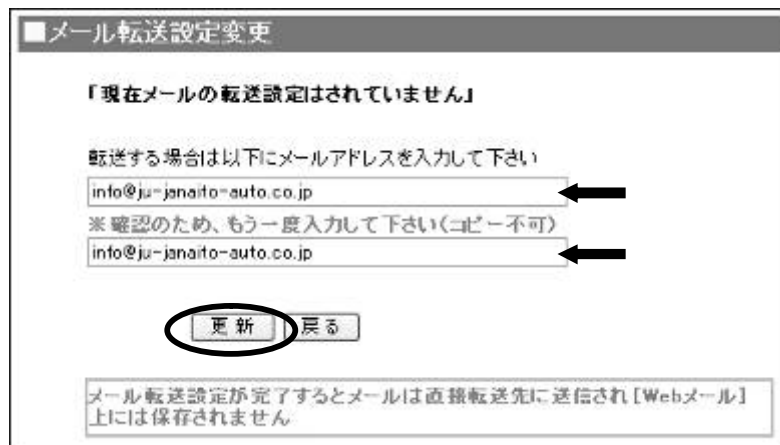 ■メール転送設定変更
「現在メールの転送設定はされていません」
転送する場合は以下にメールアドレスを入力して下さい
info@ju-janaito-auto.co.jp
※確認のため、もう一度入力して下さい(コピー不可)
info@ju-janaito-auto.co.jp
更新 戻る
メール転送設定が完了するとメールは直接転送先に送信され[Webメール]
上には保存されません